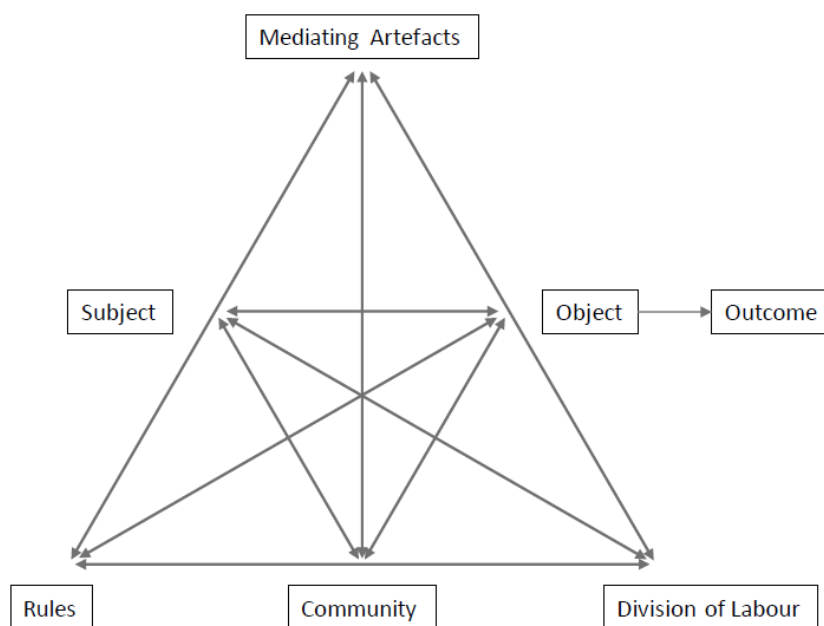 Mediating Artefacts
Subject
Object
Outcome
Rules
Community
Division of Labour